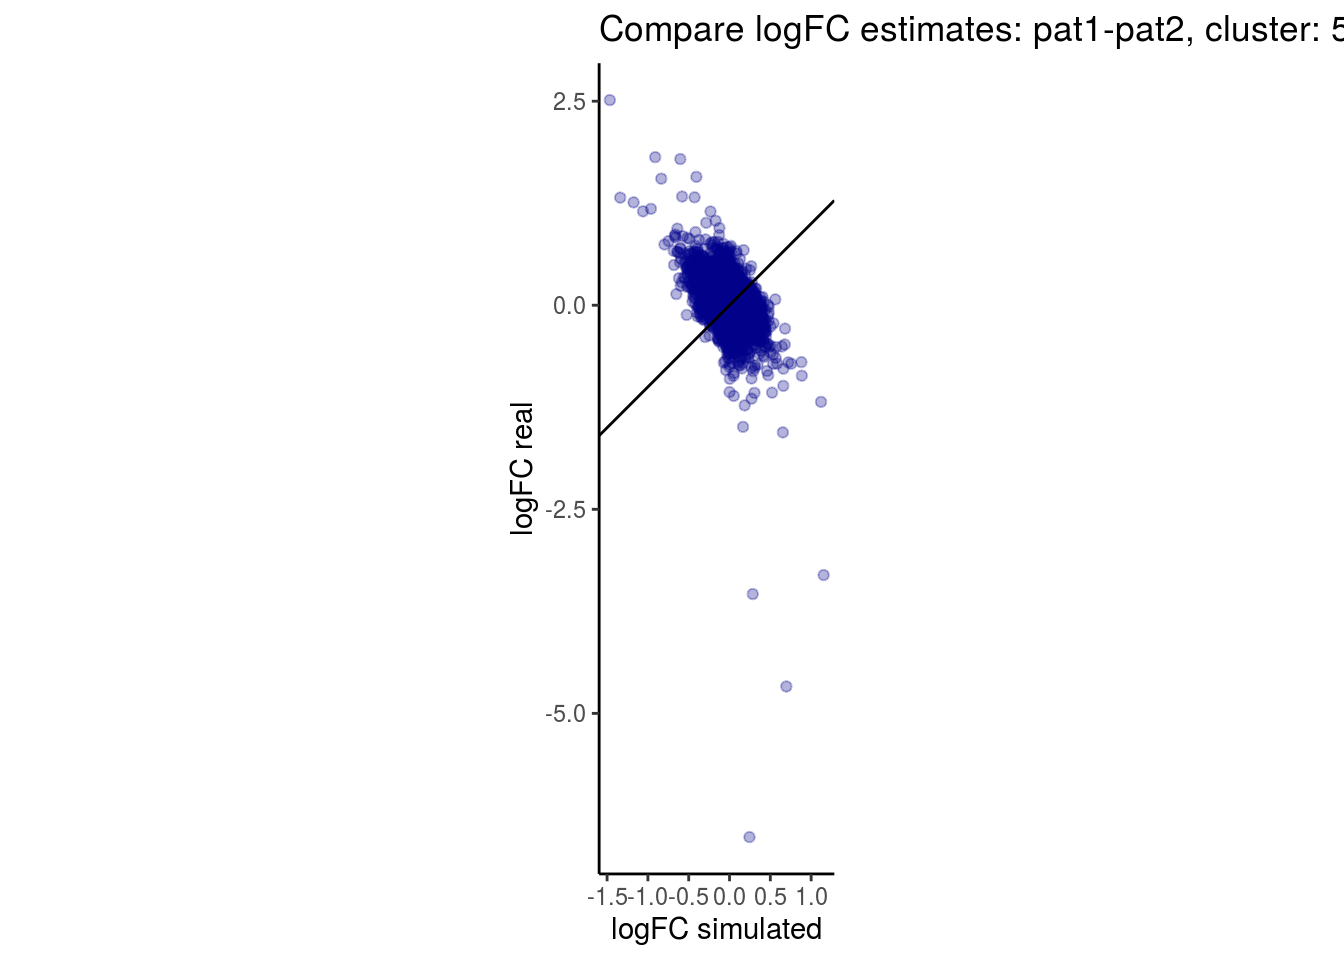 Compare logFC estimates: pat1-pat2, cluster: 5
2.5
0.0
-2.5
-5.0
logFC real
-1.5 -1.0 -0.5 0.0 0.5 1.0
logFC simulated